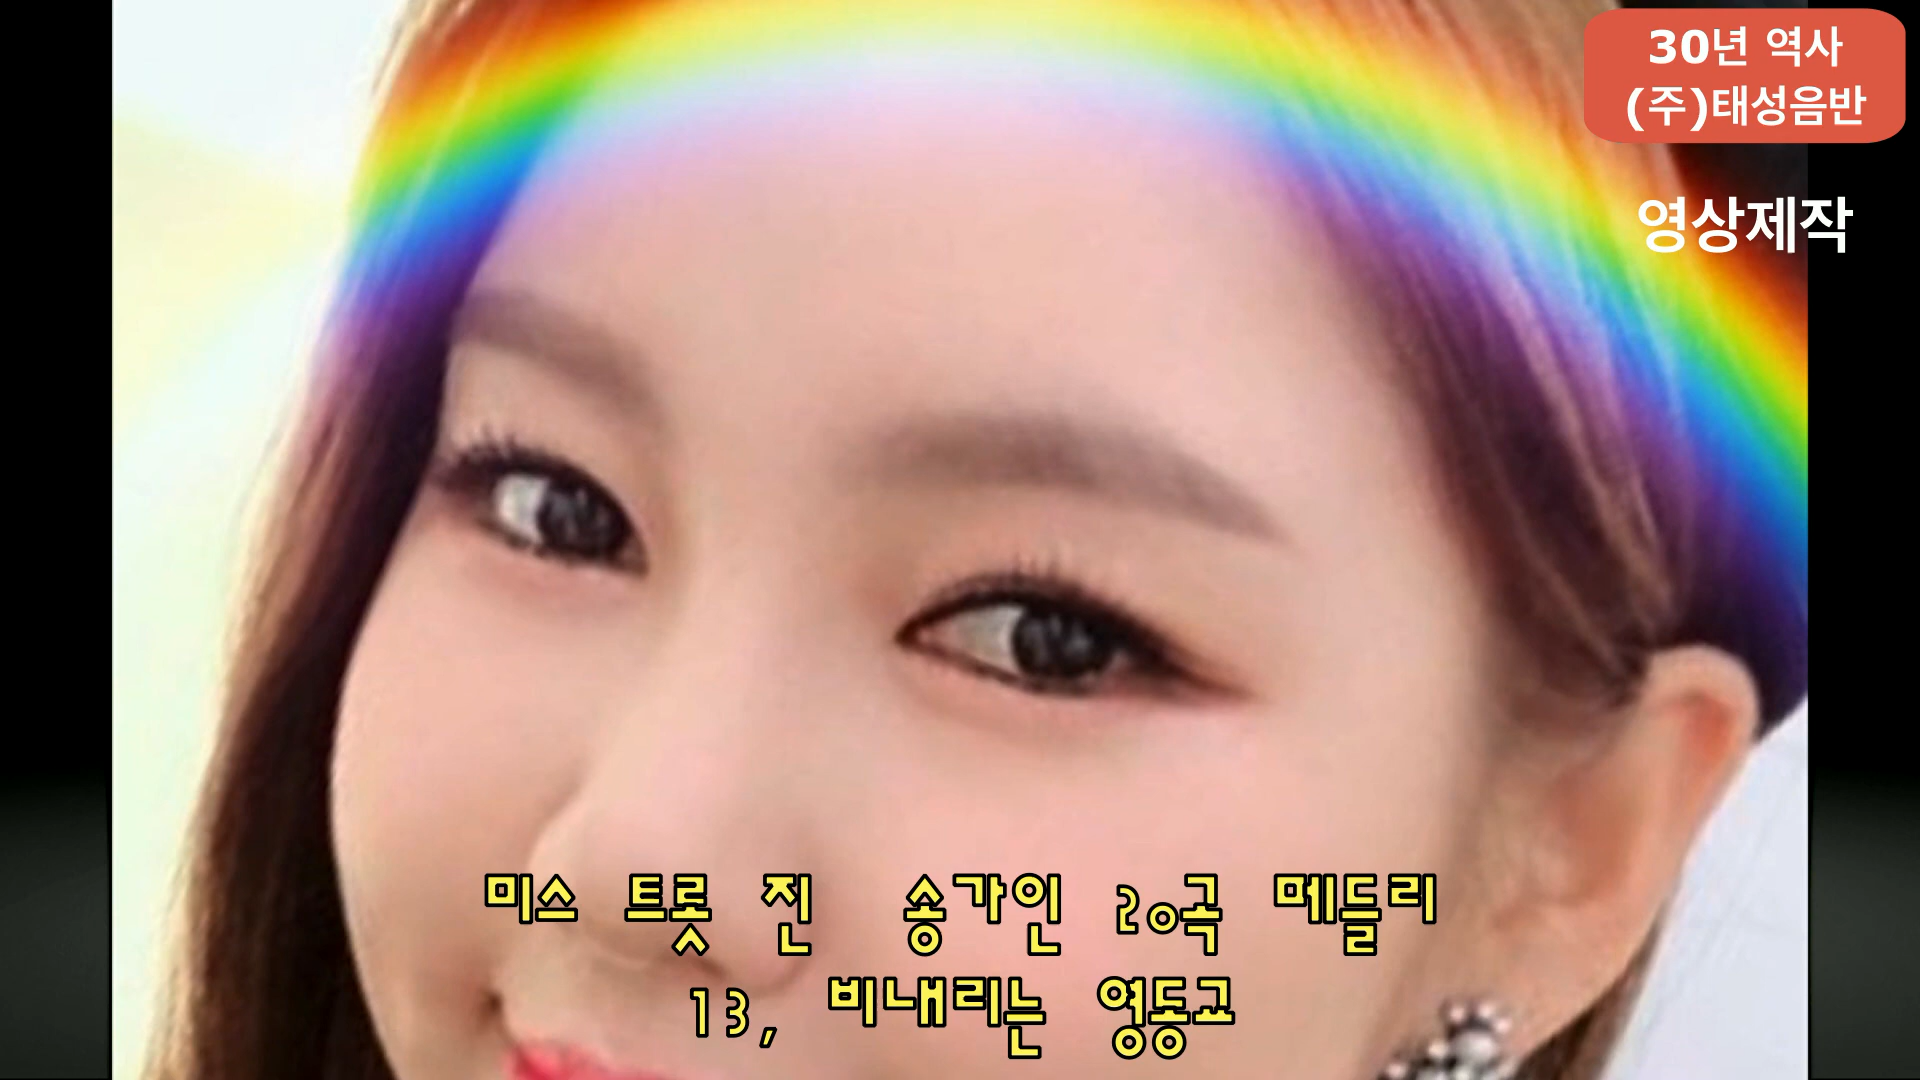 30년 역사
(주)태성음반
영상제작
미스 트롯 진 송가인 20곡 메들리
13, 비내리는 영동교